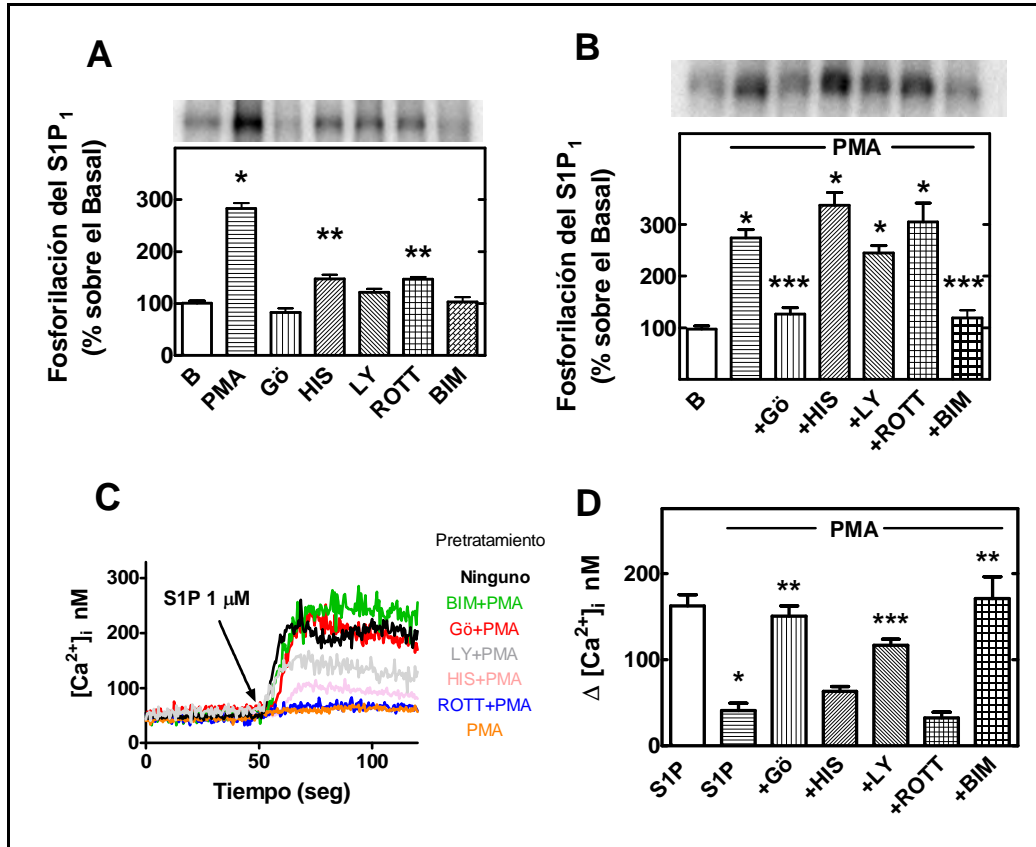 A
Fosforilación del S1P1
(% sobre el Basal)
300
200
100
0
*
**
**
B
PMA
Gö
HIS
LY
ROTT
BIM
B
PMA
Fosforilación del S1P1
(% sobre el Basal)
300
200
100
*
***
*
*
*
***
B
+Gö
+HIS
+LY
+ROTT
+BIM
C
[Ca2+]i nM
300
200
100
0
S1P 1 μM
0
50
100
Tiempo (seg)
Pretratamiento
Ninguno
BIM+PMA
Gö+PMA
LY+PMA
HIS+PMA
ROTT+PMA
PMA
D
PMA
Δ [Ca2+]i nM
200
100
0
*
**
***
**
S1P
S1P
+Gö
+HIS
+LY
+ROTT
+BIM